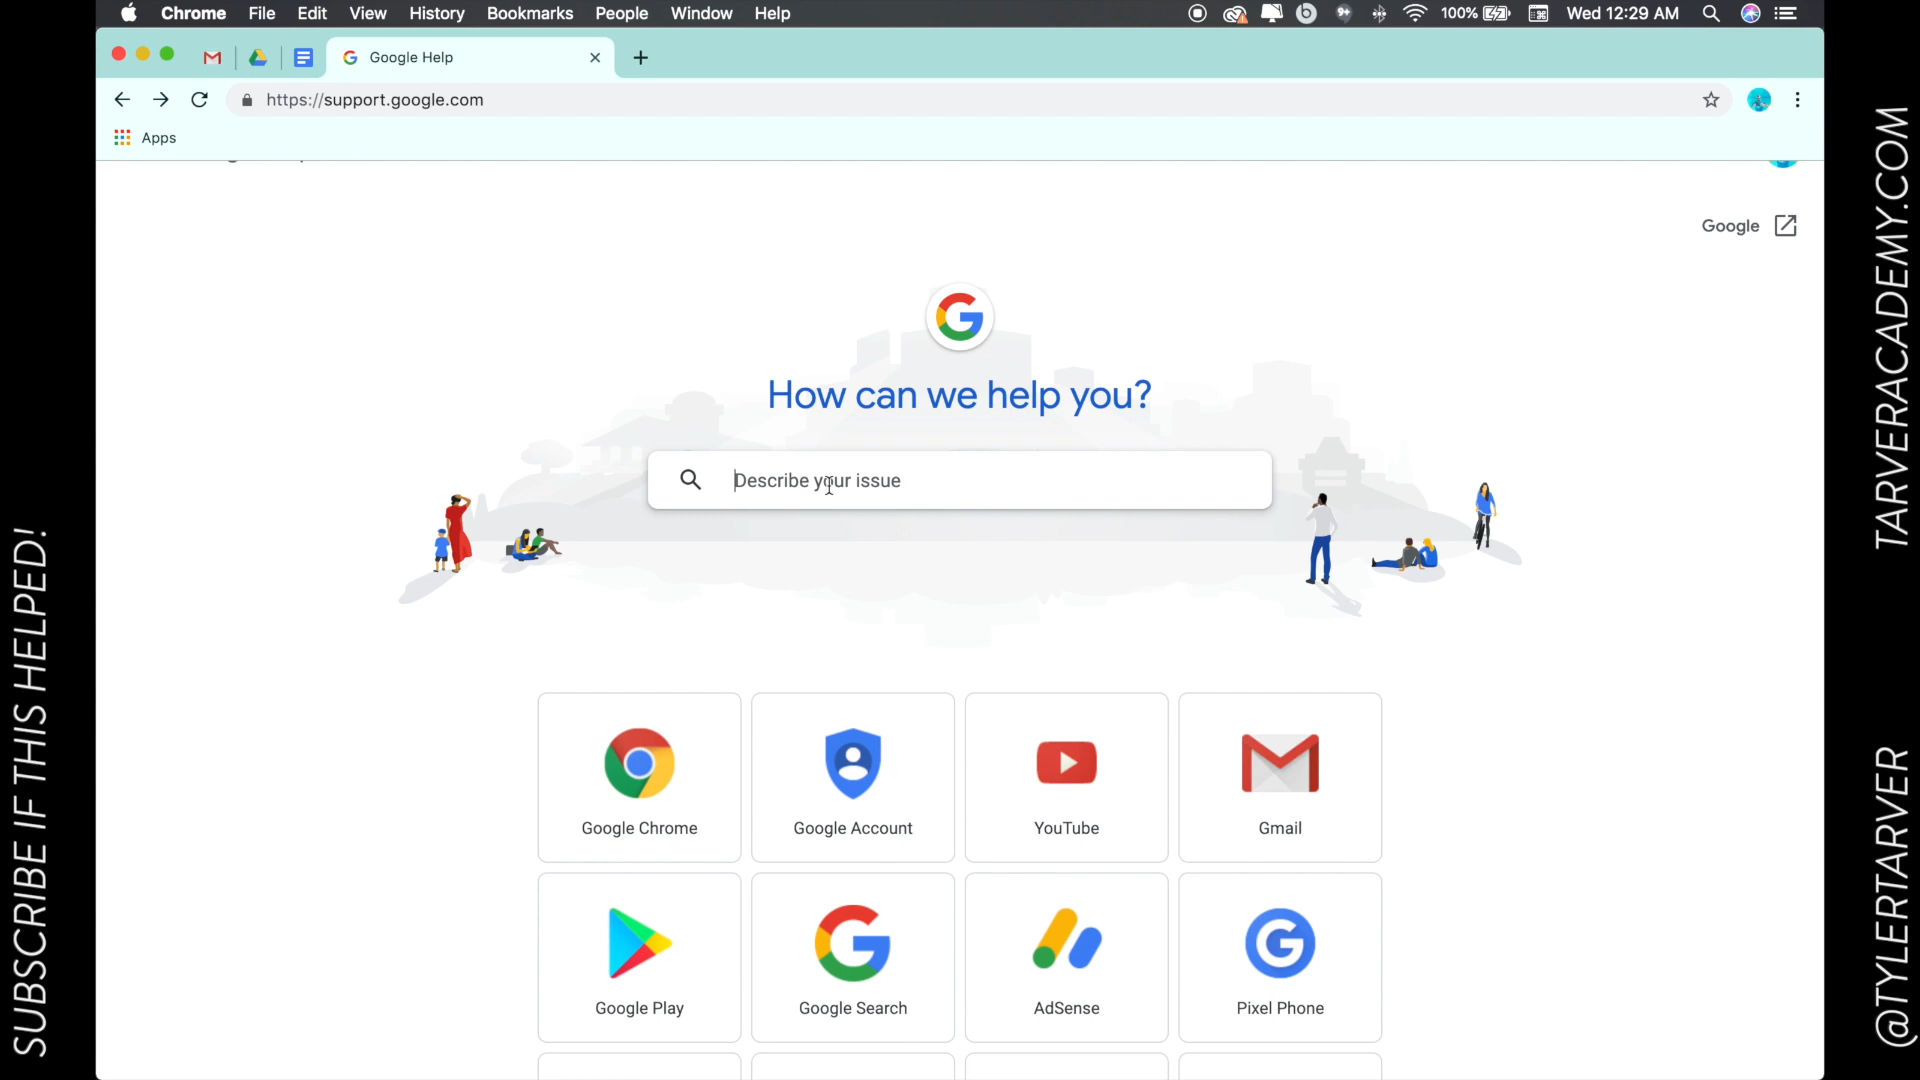 Chrome File Edit View History Bookmarks People Window Help
100% Wed 12:29 AM
Google Help
https://support.google.com
Apps
Google
How can we help you?
Describe your issue
Google Chrome
Google Account
YouTube
Gmail
Google Play
Google Search
AdSense
Pixel Phone
SUBSCRIBE IF THIS HELPED!
TARVERACADEMY.COM
@TYLERTARVER